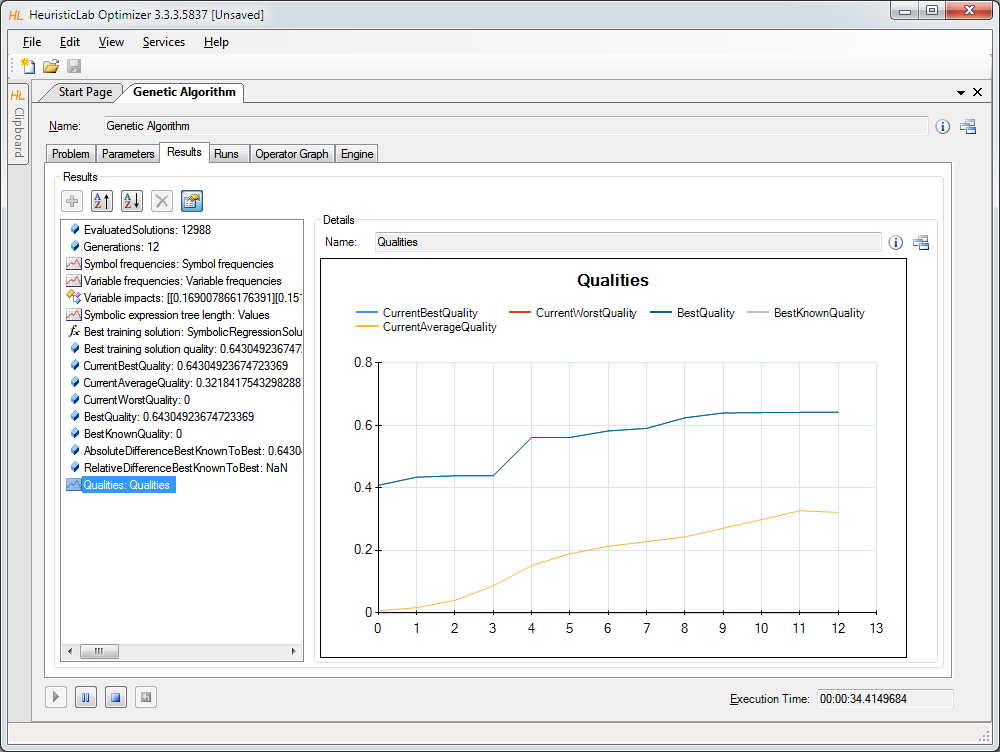 HL HeuristicLab Optimizer 3.3.3.5837 [Unsaved]
File Edit View Services Help
HL Clipboard
Start Page Genetic Algorithm
Name: Genetic Algorithm
Problem Parameters Results Runs Operator Graph Engine
Results
EvaluatedSolutions: 12988
Generations: 12
Symbol frequencies: Symbol frequencies
Variable frequencies: Variable frequencies
Variable impacts: [[0.169007866176391][0.15
Symbolic expression tree length: Values
Best training solution: SymbolicRegressionSolu
Best training solution quality: 0.643049236747
CurrentBestQuality: 0.64304923674723369
CurrentAverageQuality: 0.3218417543298288
CurrentWorstQuality: 0
BestQuality: 0.64304923674723369
BestKnownQuality: 0
AbsoluteDifferenceBestKnownToBest: 0.6430
RelativeDifferenceBestKnownToBest: NaN
Qualities: Qualities
Details
Name: Qualities
Qualities
CurrentBestQuality CurrentWorstQuality BestQuality BestKnownQuality
CurrentAverageQuality
0.8
0.6
0.4
0.2
0
0 1 2 3 4 5 6 7 8 9 10 11 12 13
Execution Time: 00:00:34.4149684